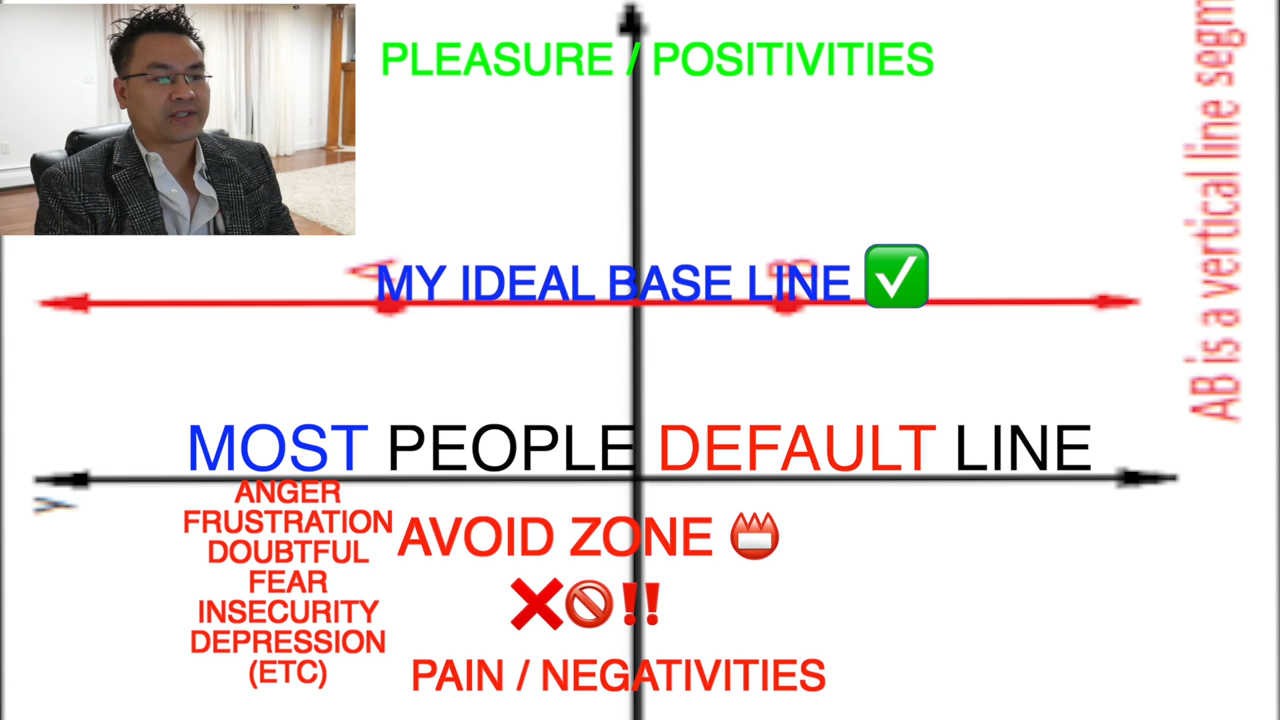 PLEASURE / POSITIVITIES
AB is a vertical line segm
A
B
MY IDEAL BASE LINE
MOST PEOPLE DEFAULT LINE
y
ANGER
FRUSTRATION
DOUBTFUL
FEAR
INSECURITY
DEPRESSION
(ETC)
AVOID ZONE
PAIN / NEGATIVITIES